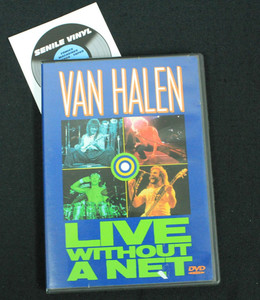 SENILE VINYL
VAN HALEN
LIVE
WITHOUT
A NET
DVD